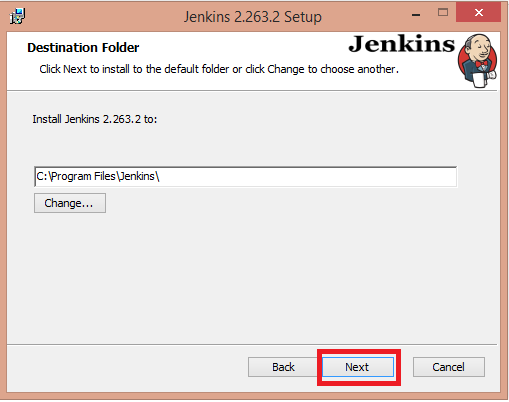 Jenkins 2.263.2 Setup
Destination Folder
Jenkins
Click Next to install to the default folder or click Change to choose another.
Install Jenkins 2.263.2 to:
C:\Program Files\Jenkins\
Change...
Back Next Cancel